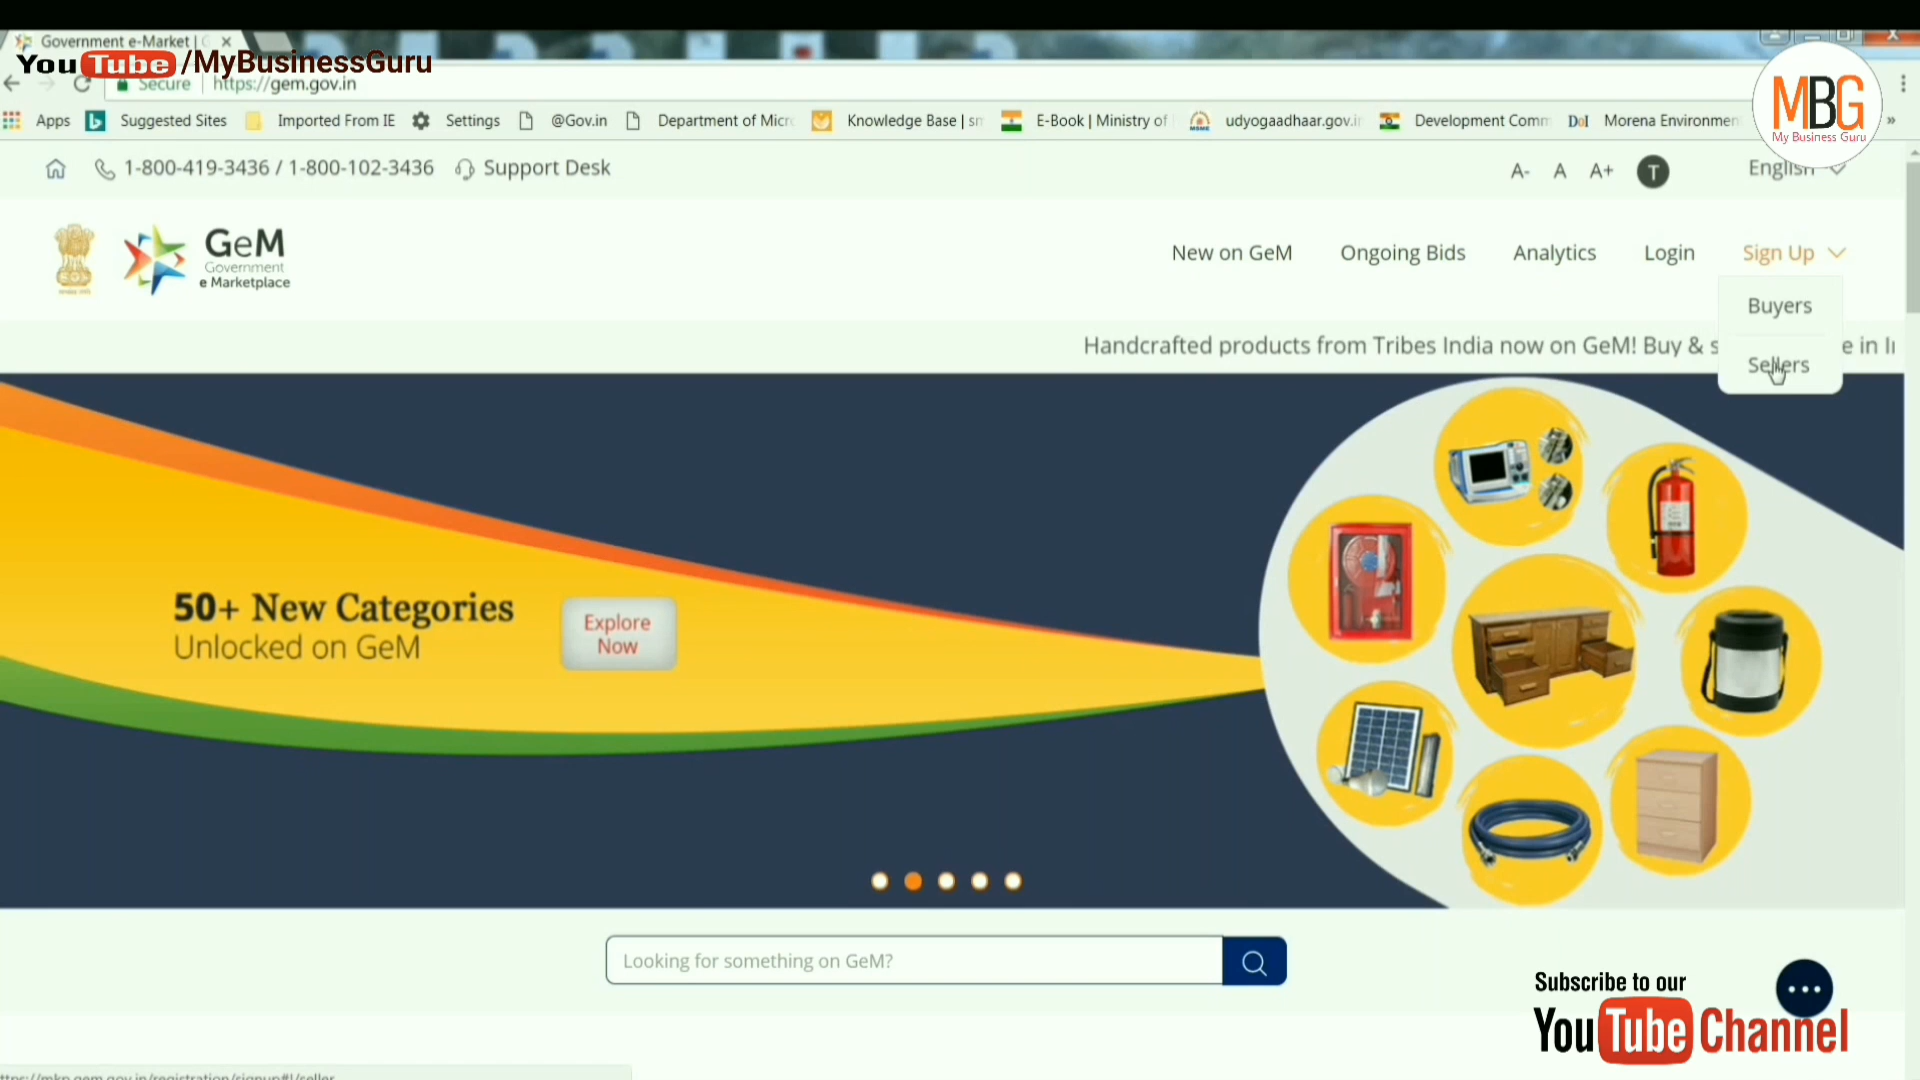 Government e-Market |
YouTube/MyBusinessGuru
Secure | https://gem.gov.in
MBG
My Business Guru
Apps Suggested Sites Imported From IE Settings @Gov.in Department of Micr Knowledge Base | sm E-Book | Ministry of udyogaadhaar.gov.i DoI Development Comm Morena Environmen »
1-800-419-3436 / 1-800-102-3436 Support Desk
A- A A+ T English
GeM
Government
e Marketplace
New on GeM Ongoing Bids Analytics Login Sign Up
Buyers
Handcrafted products from Tribes India now on GeM! Buy & s e in I
Sellers
50+ New Categories
Unlocked on GeM
Explore
Now
Looking for something on GeM?
Subscribe to our
YouTube Channel